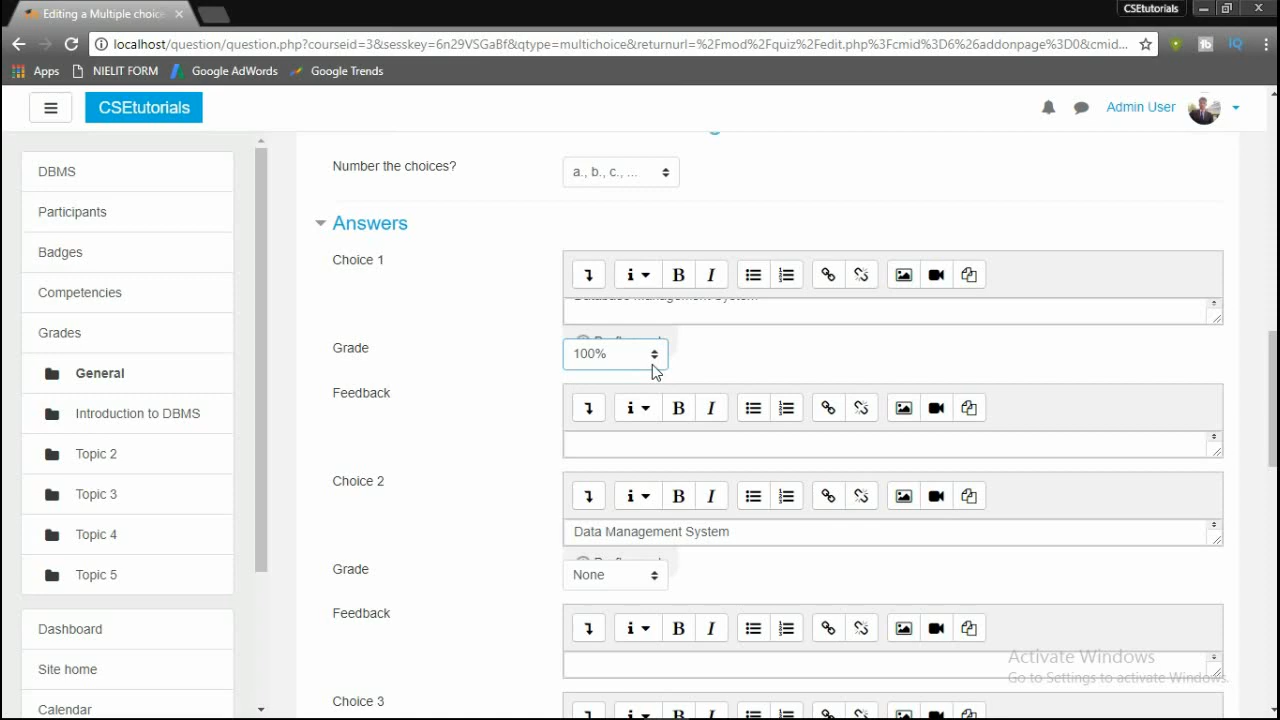 Editing a Multiple choic
CSEtutorials
localhost/question/question.php?courseid=3&sesskey=6n29VSGaBf&qtype=multichoice&returnurl=%2Fmod%2Fquiz%2Fedit.php%3Fcmid%3D6%26addonpage%3D0&cmid...
Apps NIELIT FORM Google AdWords Google Trends
CSEtutorials
Admin User
DBMS
Participants
Badges
Competencies
Grades
General
Introduction to DBMS
Topic 2
Topic 3
Topic 4
Topic 5
Dashboard
Site home
Calendar
Number the choices?
a., b., c., ...
Answers
Choice 1
B I
Database Management System
Grade
100%
Feedback
B I
Choice 2
B I
Data Management System
Grade
None
Feedback
B I
Choice 3
B I
Activate Windows
Go to Settings to activate Windows.